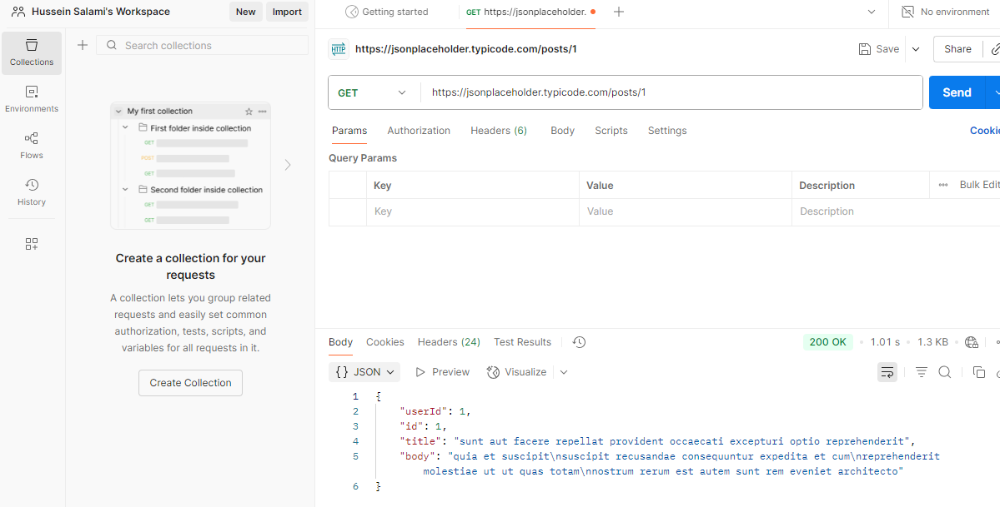 Hussein Salami's Workspace New Import
Getting started GET https://jsonplaceholder. No environment
Collections
Search collections
HTTP https://jsonplaceholder.typicode.com/posts/1 Save Share
GET https://jsonplaceholder.typicode.com/posts/1 Send
Environments
Flows
History
My first collection
First folder inside collection
GET
POST
GET
Second folder inside collection
GET
GET
Create a collection for your
requests
A collection lets you group related
requests and easily set common
authorization, tests, scripts, and
variables for all requests in it.
Create Collection
Params Authorization Headers (6) Body Scripts Settings Cookie
Query Params
Key Value Description Bulk Edit
Key Value Description
Body Cookies Headers (24) Test Results 200 OK 1.01 s 1.3 KB
{} JSON Preview Visualize
1 {
2 "userId": 1,
3 "id": 1,
4 "title": "sunt aut facere repellat provident occaecati excepturi optio reprehenderit",
5 "body": "quia et suscipit\nsuscipit recusandae consequuntur expedita et cum\nreprehenderit
molestiae ut ut quas totam\nnostrum rerum est autem sunt rem eveniet architecto"
6 }